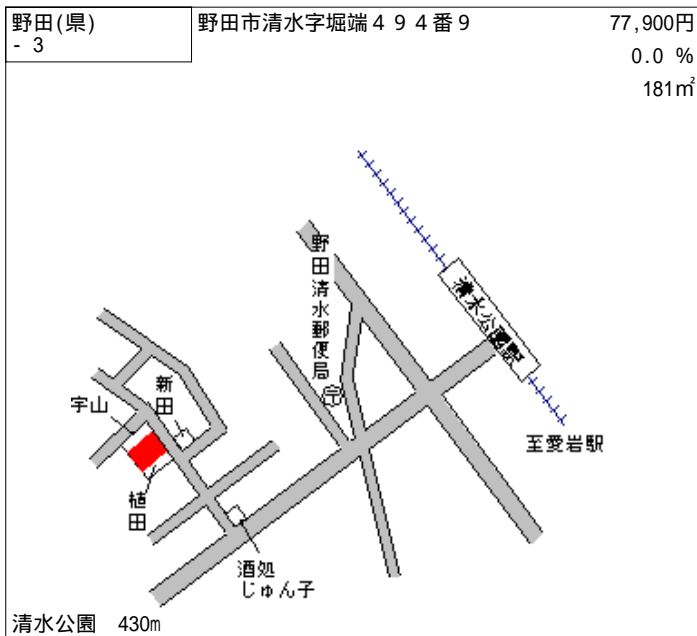 野田(県)
- 3
野田市清水字堀端４９４番９
77,900円
0.0 %
181㎡
野田清水郵便局
清水公園駅
新田
宇山
至愛宕駅
植田
酒処
じゅん子
清水公園 430m